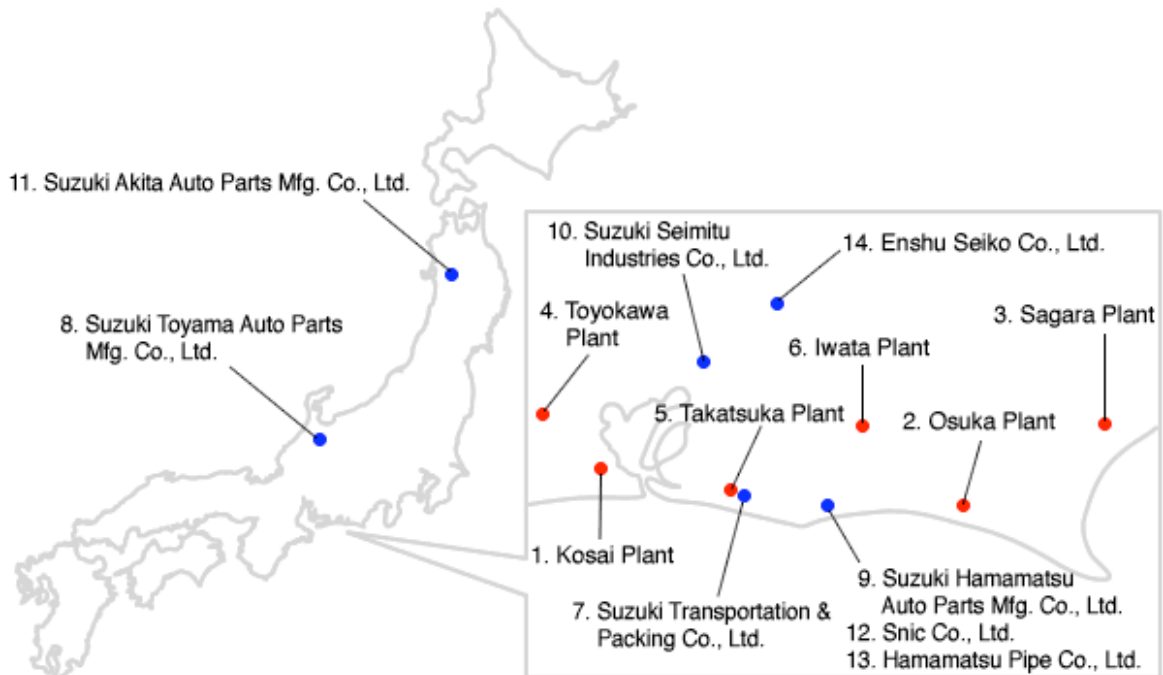 11. Suzuki Akita Auto Parts Mfg. Co., Ltd.
8. Suzuki Toyama Auto Parts
Mfg. Co., Ltd.
10. Suzuki Seimitu
Industries Co., Ltd.
14. Enshu Seiko Co., Ltd.
4. Toyokawa
Plant
3. Sagara Plant
6. Iwata Plant
5. Takatsuka Plant
2. Osuka Plant
1. Kosai Plant
7. Suzuki Transportation &
Packing Co., Ltd.
9. Suzuki Hamamatsu
Auto Parts Mfg. Co., Ltd.
12. Snic Co., Ltd.
13. Hamamatsu Pipe Co., Ltd.